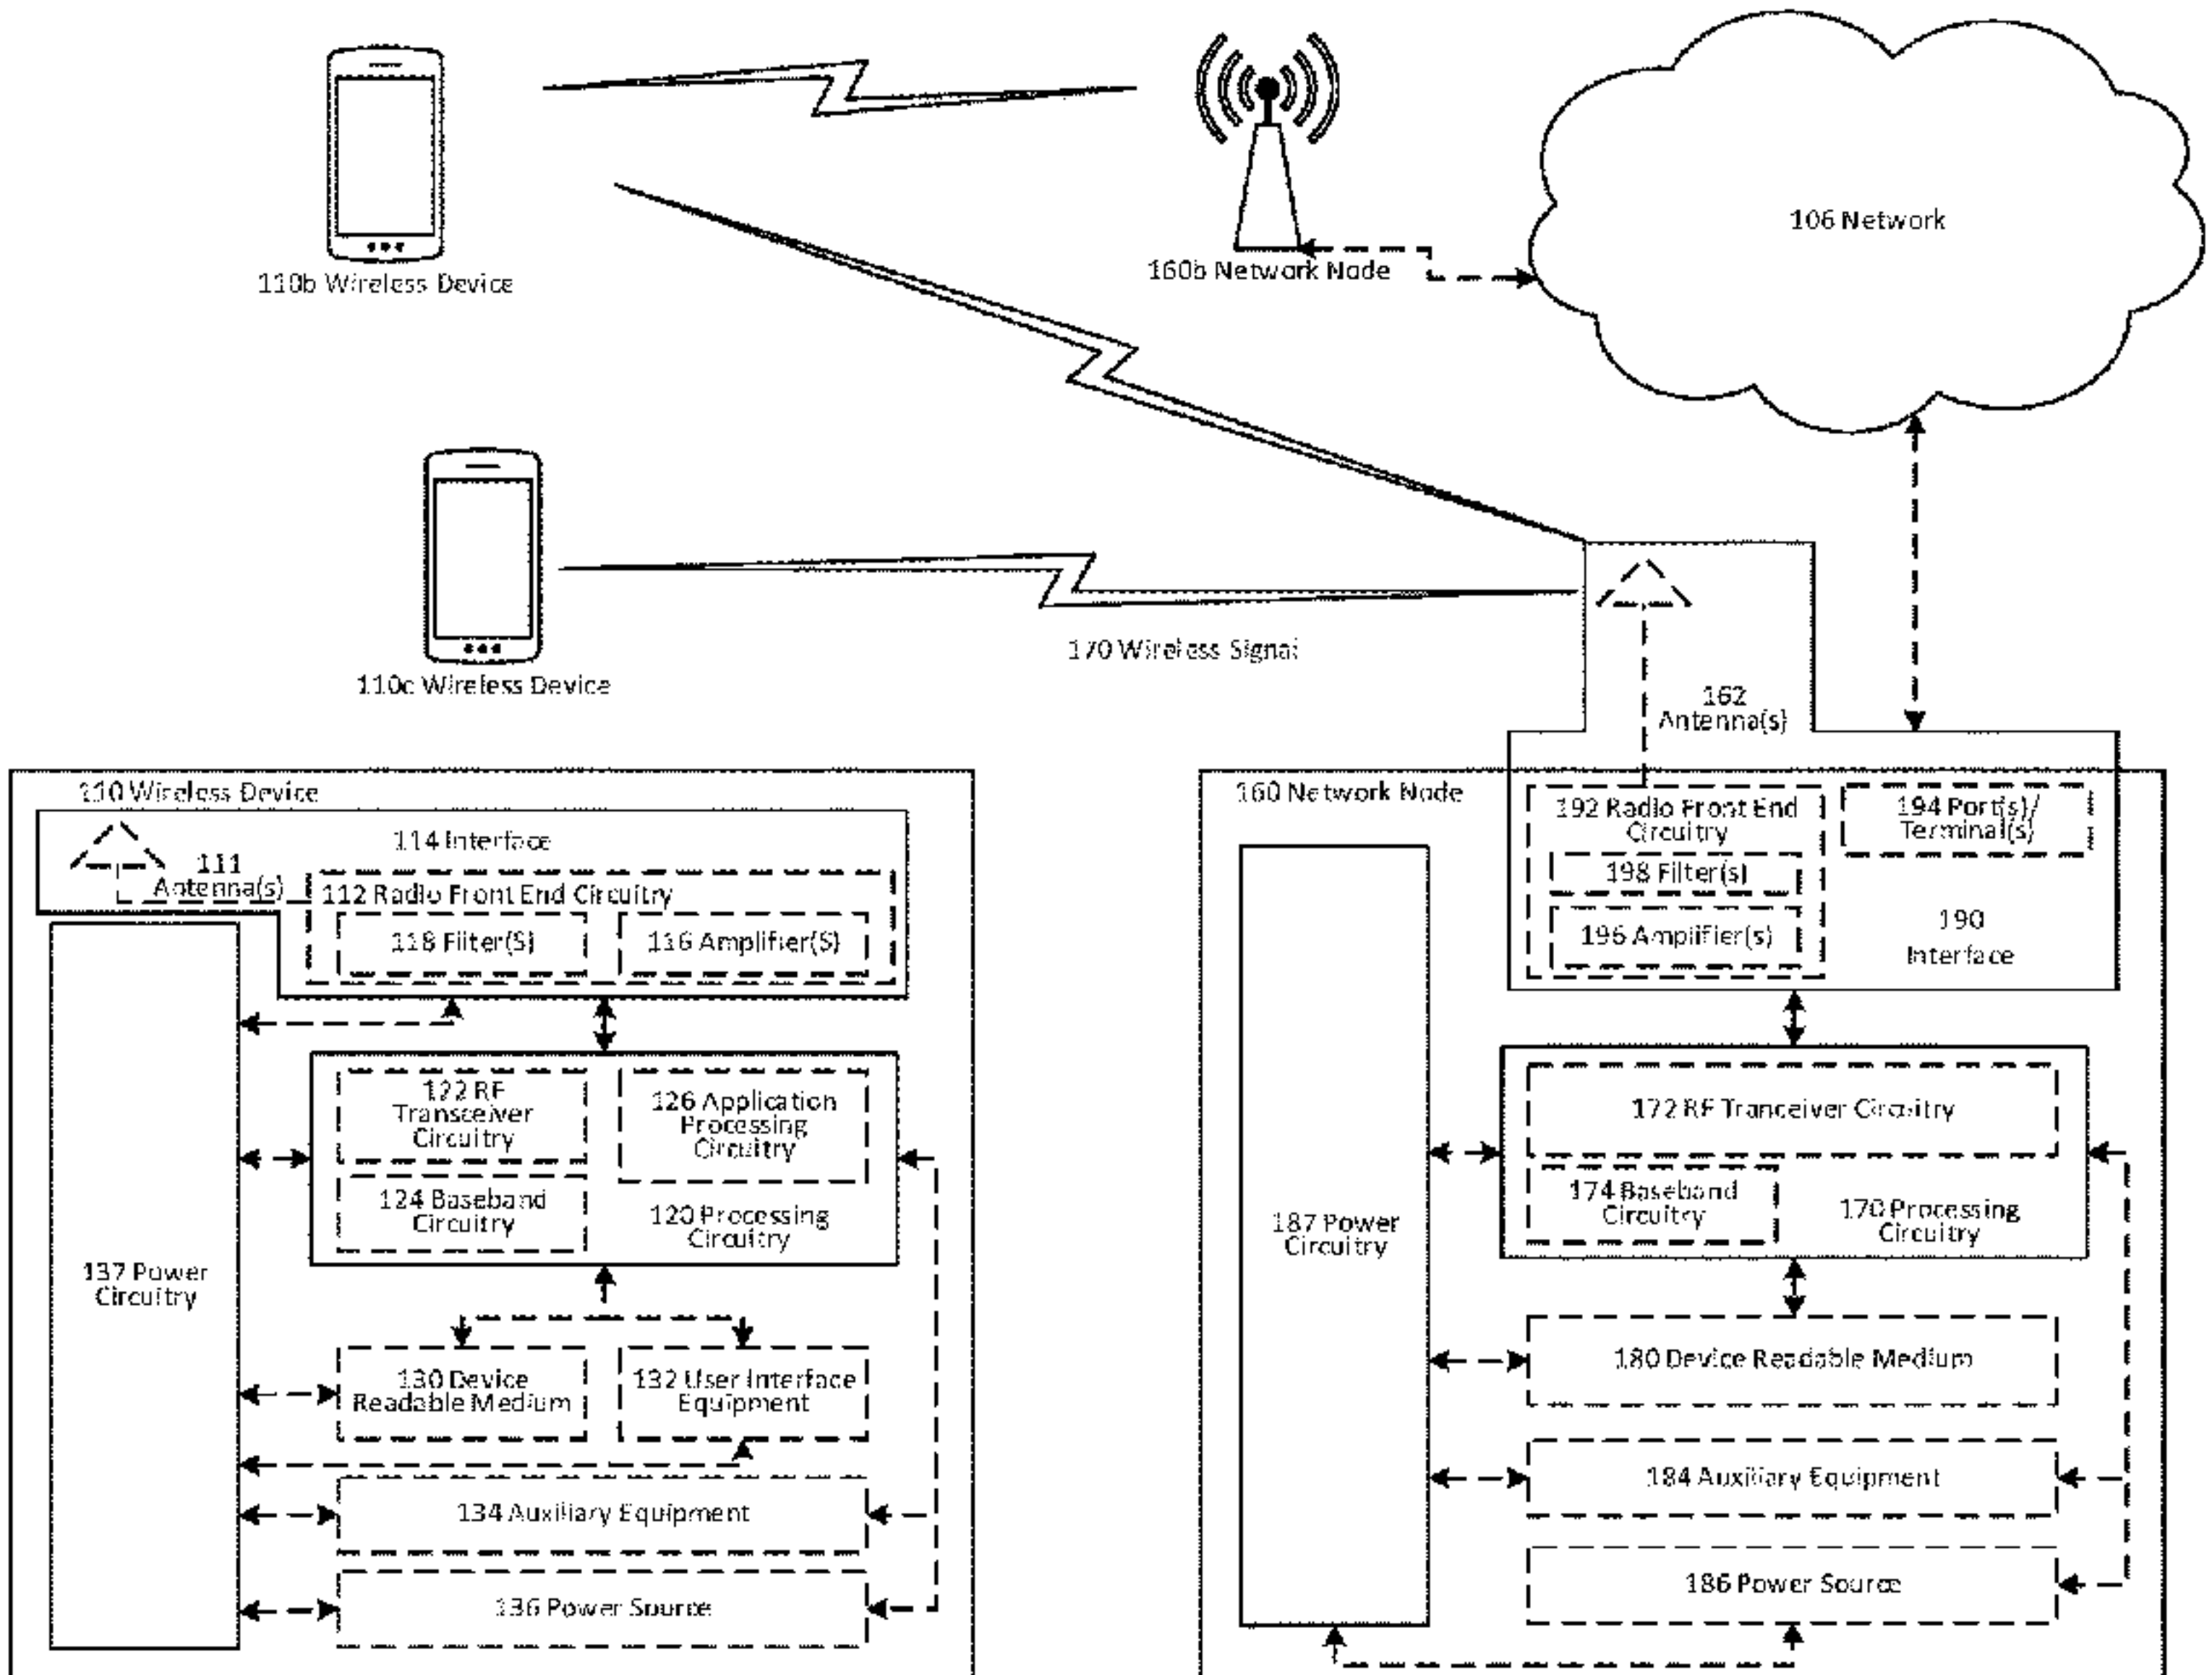 106 Network
160b Network Node
110b Wireless Device
170 Wireless Signal
110c Wireless Device
162
Antenna(s)
110 Wireless Device
114 Interface
111
Antenna(s)
112 Radio Front End Circuitry
118 Filter(S)
116 Amplifier(S)
122 RF
Transceiver
Circuitry
126 Application
Processing
Circuitry
124 Baseband
Circuitry
120 Processing
Circuitry
137 Power
Circuitry
130 Device
Readable Medium
132 User Interface
Equipment
134 Auxiliary Equipment
136 Power Source
160 Network Node
192 Radio Front End
Circuitry
194 Port(s)/
Terminal(s)
198 Filter(s)
196 Amplifier(s)
190
Interface
172 RF Tranceiver Circuitry
174 Baseband
Circuitry
170 Processing
Circuitry
187 Power
Circuitry
180 Device Readable Medium
184 Auxiliary Equipment
186 Power Source